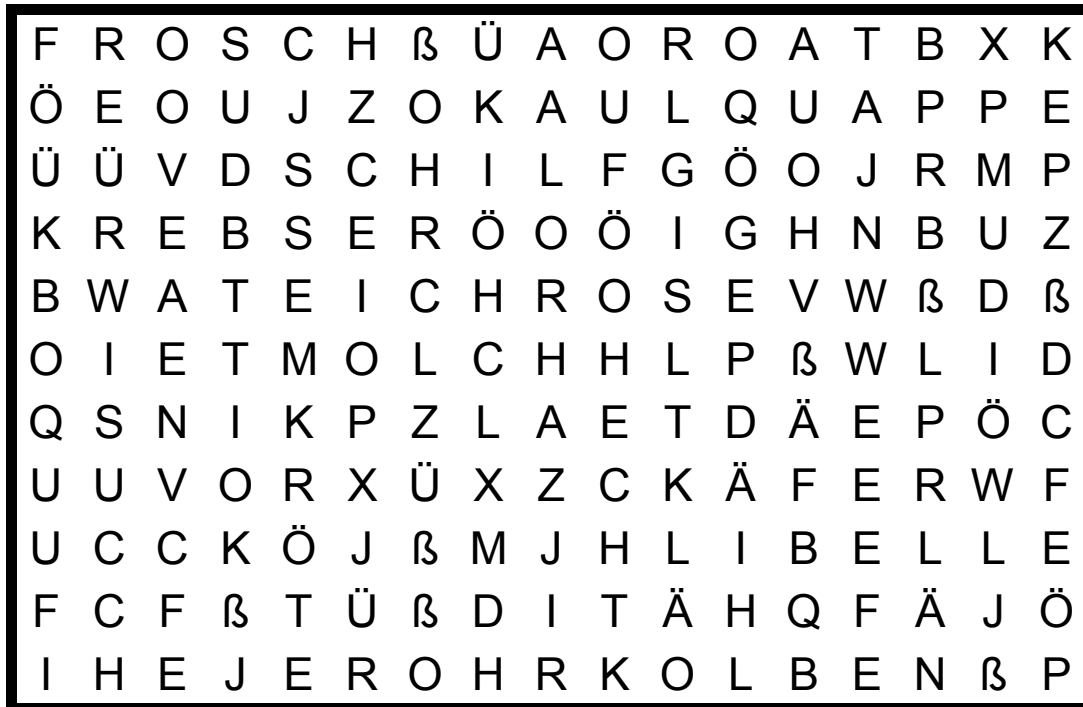 F R O S C H ß Ü A O R O A T B X K
Ö E O U J Z O K A U L Q U A P P E
Ü Ü V D S C H I L F G Ö O J R M P
K R E B S E R Ö O Ö I G H N B U Z
B W A T E I C H R O S E V W ß D ß
O I E T M O L C H H L P ß W L I D
Q S N I K P Z L A E T D Ä E P Ö C
U U V O R X Ü X Z C K Ä F E R W F
U C C K Ö J ß M J H L I B E L L E
F C F ß T Ü ß D I T Ä H Q F Ä J Ö
I H E J E R O H R K O L B E N ß P